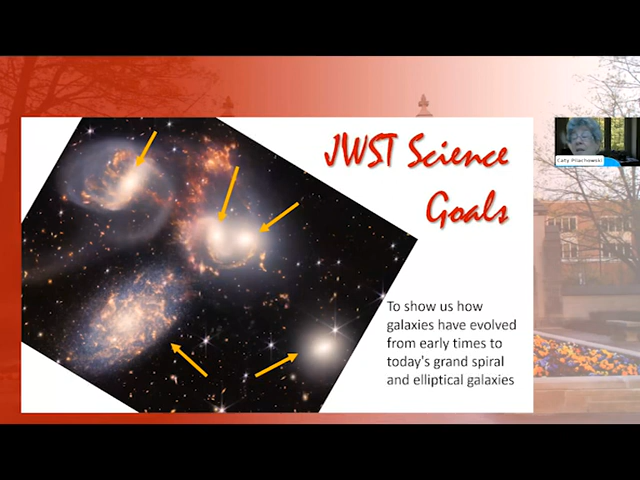 JWST Science
Goals
Caty Pilachowski
To show us how
galaxies have evolved
from early times to
today's grand spiral
and elliptical galaxies